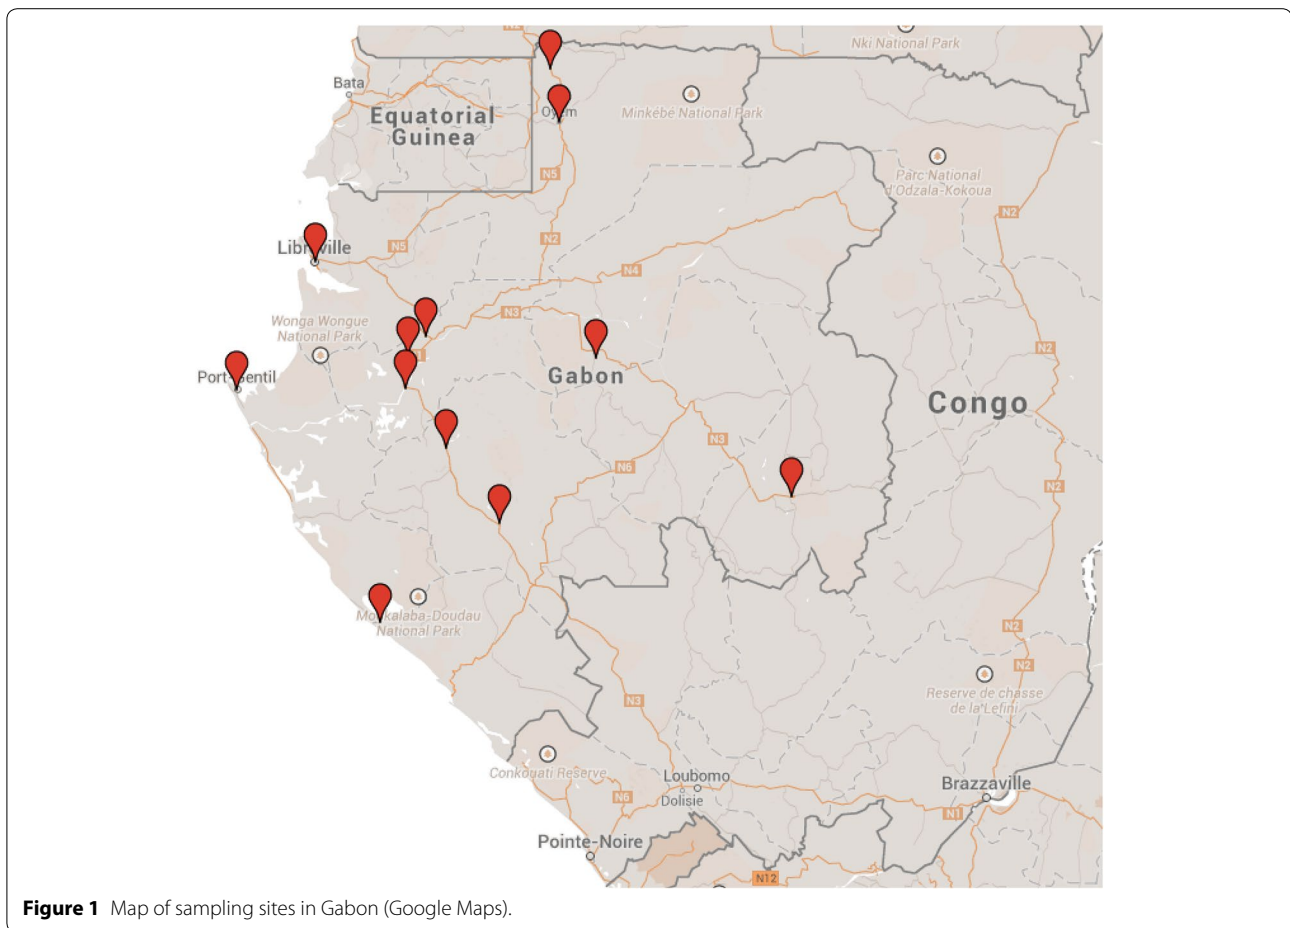 N2
Nki National Park
Bata
Minkébé National Park
Equatorial
Guinea
Parc National
d'Odzala-Kokoua
N5
N2
N2
N5
Libreville
N4
N3
Wonga Wongue
National Park
N2
Port-Gentil
Gabon
Congo
N3
N6
N2
Moukalaba-Doudau
National Park
N2
N2
Reserve de chasse
de la Lefini
N3
Conkouati Reserve
Loubomo
Dolisie
Brazzaville
N6
N1
Pointe-Noire
N12
Figure 1 Map of sampling sites in Gabon (Google Maps).